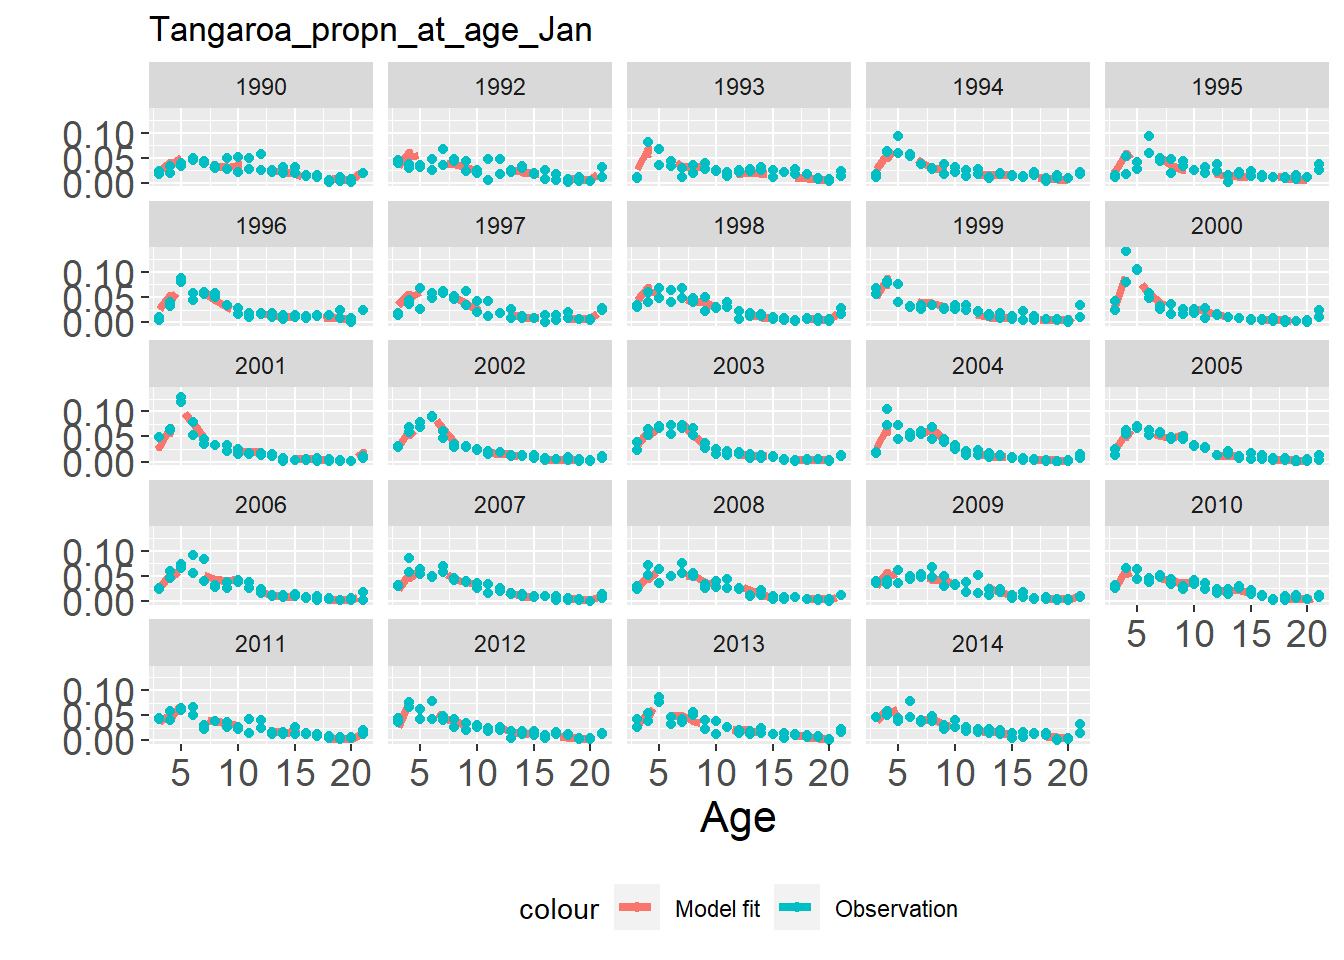 Tangaroa_propn_at_age_Jan
1990 1992 1993 1994 1995
0.10
0.05
0.00
1996 1997 1998 1999 2000
0.10
0.05
0.00
2001 2002 2003 2004 2005
0.10
0.05
0.00
2006 2007 2008 2009 2010
0.10
0.05
0.00
5 10 15 20
2011 2012 2013 2014
0.10
0.05
0.00
5 10 15 20 5 10 15 20 5 10 15 20 5 10 15 20
Age
colour Model fit Observation